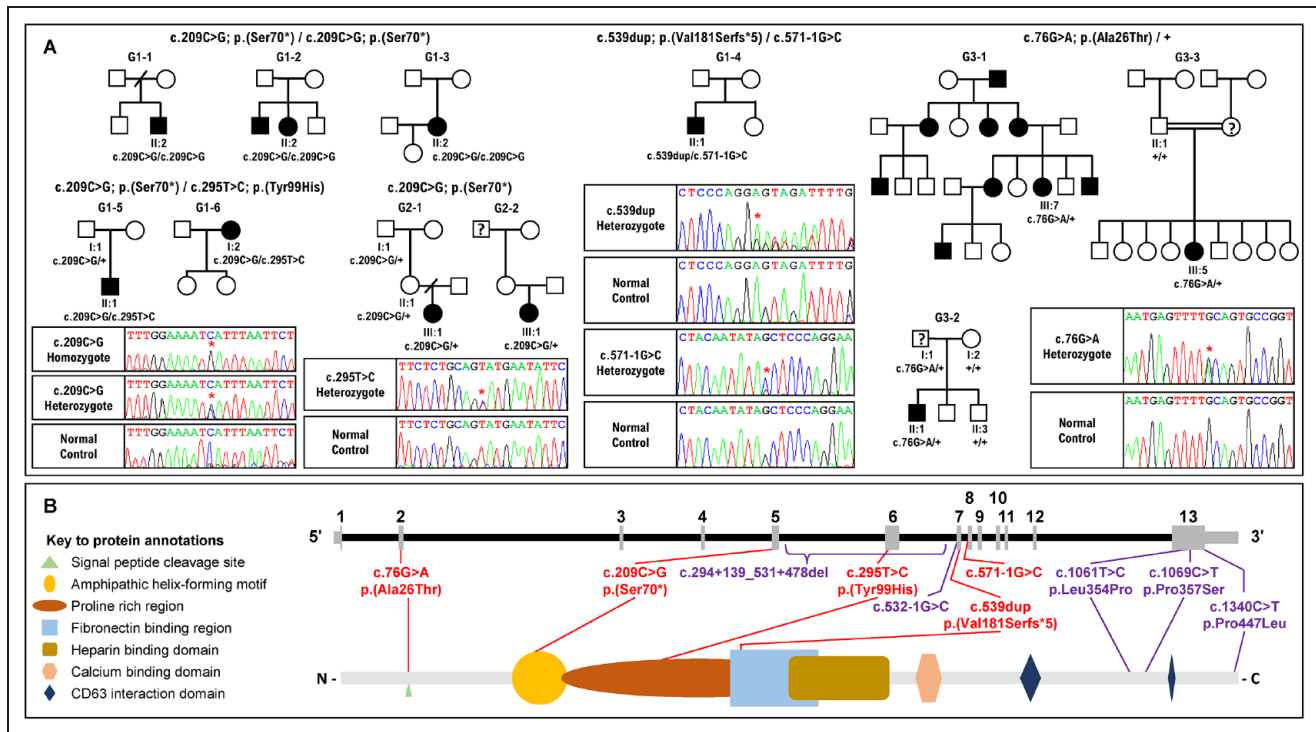 A
c.209C>G; p.(Ser70*) / c.209C>G; p.(Ser70*)
G1-1
II:2
c.209C>G/c.209C>G
G1-2
II:2
c.209C>G/c.209C>G
G1-3
II:2
c.209C>G/c.209C>G
c.539dup; p.(Val181Serfs*5) / c.571-1G>C
G1-4
II:1
c.539dup/c.571-1G>C
c.76G>A; p.(Ala26Thr) / +
G3-1
III:7
c.76G>A/+
G3-3
II:1
+/+
?
III:5
c.76G>A/+
c.209C>G; p.(Ser70*) / c.295T>C; p.(Tyr99His)
G1-5
I:1
c.209C>G/+
II:1
c.209C>G/c.295T>C
G1-6
I:2
c.209C>G/c.295T>C
c.209C>G; p.(Ser70*)
G2-1
I:1
c.209C>G/+
II:1
c.209C>G/+
III:1
c.209C>G/+
G2-2
?
III:1
c.209C>G/+
G3-2
?
I:1
c.76G>A/+
I:2
+/+
II:1
c.76G>A/+
II:3
+/+
c.209C>G
Homozygote
TTTGGAAAATCATTTAATTCT
*
c.209C>G
Heterozygote
TTTGGAAAATCATTTAATTCT
*
Normal
Control
TTTGGAAAATCATTTAATTCT
c.295T>C
Heterozygote
TTCTCTGCAGTATGAATATTC
*
Normal
Control
TTCTCTGCAGTATGAATATTC
c.539dup
Heterozygote
CTCCCAGGAGTAGATTTTG
*
Normal
Control
CTCCCAGGAGTAGATTTTG
c.571-1G>C
Heterozygote
CTACAATATAGCTCCCAGGAA
*
Normal
Control
CTACAATATAGCTCCCAGGAA
c.76G>A
Heterozygote
AATGAGTTTTGCAGTGCCGGT
*
Normal
Control
AATGAGTTTTGCAGTGCCGGT
B
Key to protein annotations
Signal peptide cleavage site
Amphipathic helix-forming motif
Proline rich region
Fibronectin binding region
Heparin binding domain
Calcium binding domain
CD63 interaction domain
5'
1
2
3
4
5
6
7
8
9
10
11
12
13
3'
c.76G>A
p.(Ala26Thr)
c.209C>G
p.(Ser70*)
c.294+139_531+478del
c.295T>C
p.(Tyr99His)
c.532-1G>C
c.571-1G>C
c.539dup
p.(Val181Serfs*5)
c.1061T>C
p.Leu354Pro
c.1069C>T
p.Pro357Ser
c.1340C>T
p.Pro447Leu
N -
- C